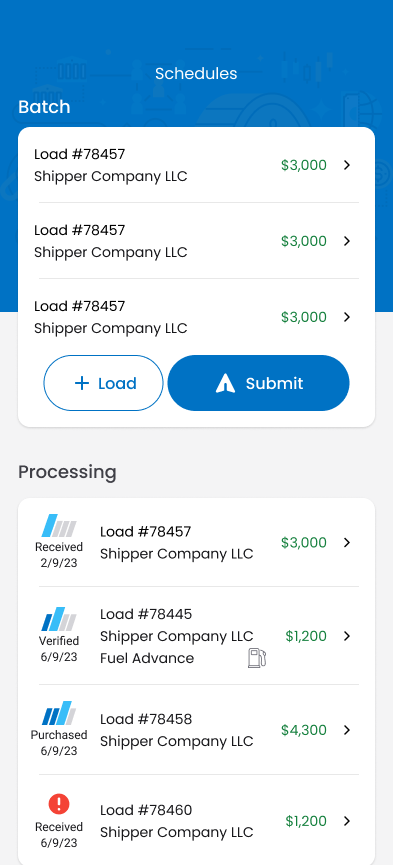 Schedules
Batch
Load #78457
Shipper Company LLC
$3,000
Load #78457
Shipper Company LLC
$3,000
Load #78457
Shipper Company LLC
$3,000
+ Load
Submit
Processing
Received
2/9/23
Load #78457
Shipper Company LLC
$3,000
Verified
6/9/23
Load #78445
Shipper Company LLC
Fuel Advance
$1,200
Purchased
6/9/23
Load #78458
Shipper Company LLC
$4,300
Received
6/9/23
Load #78460
Shipper Company LLC
$1,200